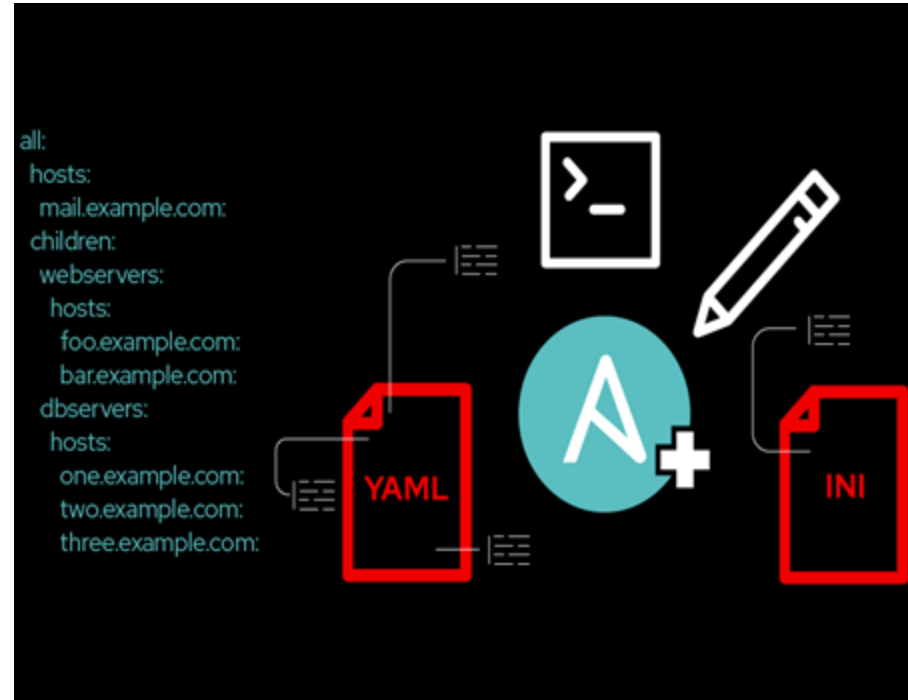 all:
hosts:
mail.example.com:
children:
webservers:
hosts:
foo.example.com:
bar.example.com:
dbservers:
hosts:
one.example.com:
two.example.com:
three.example.com:
YAML
INI